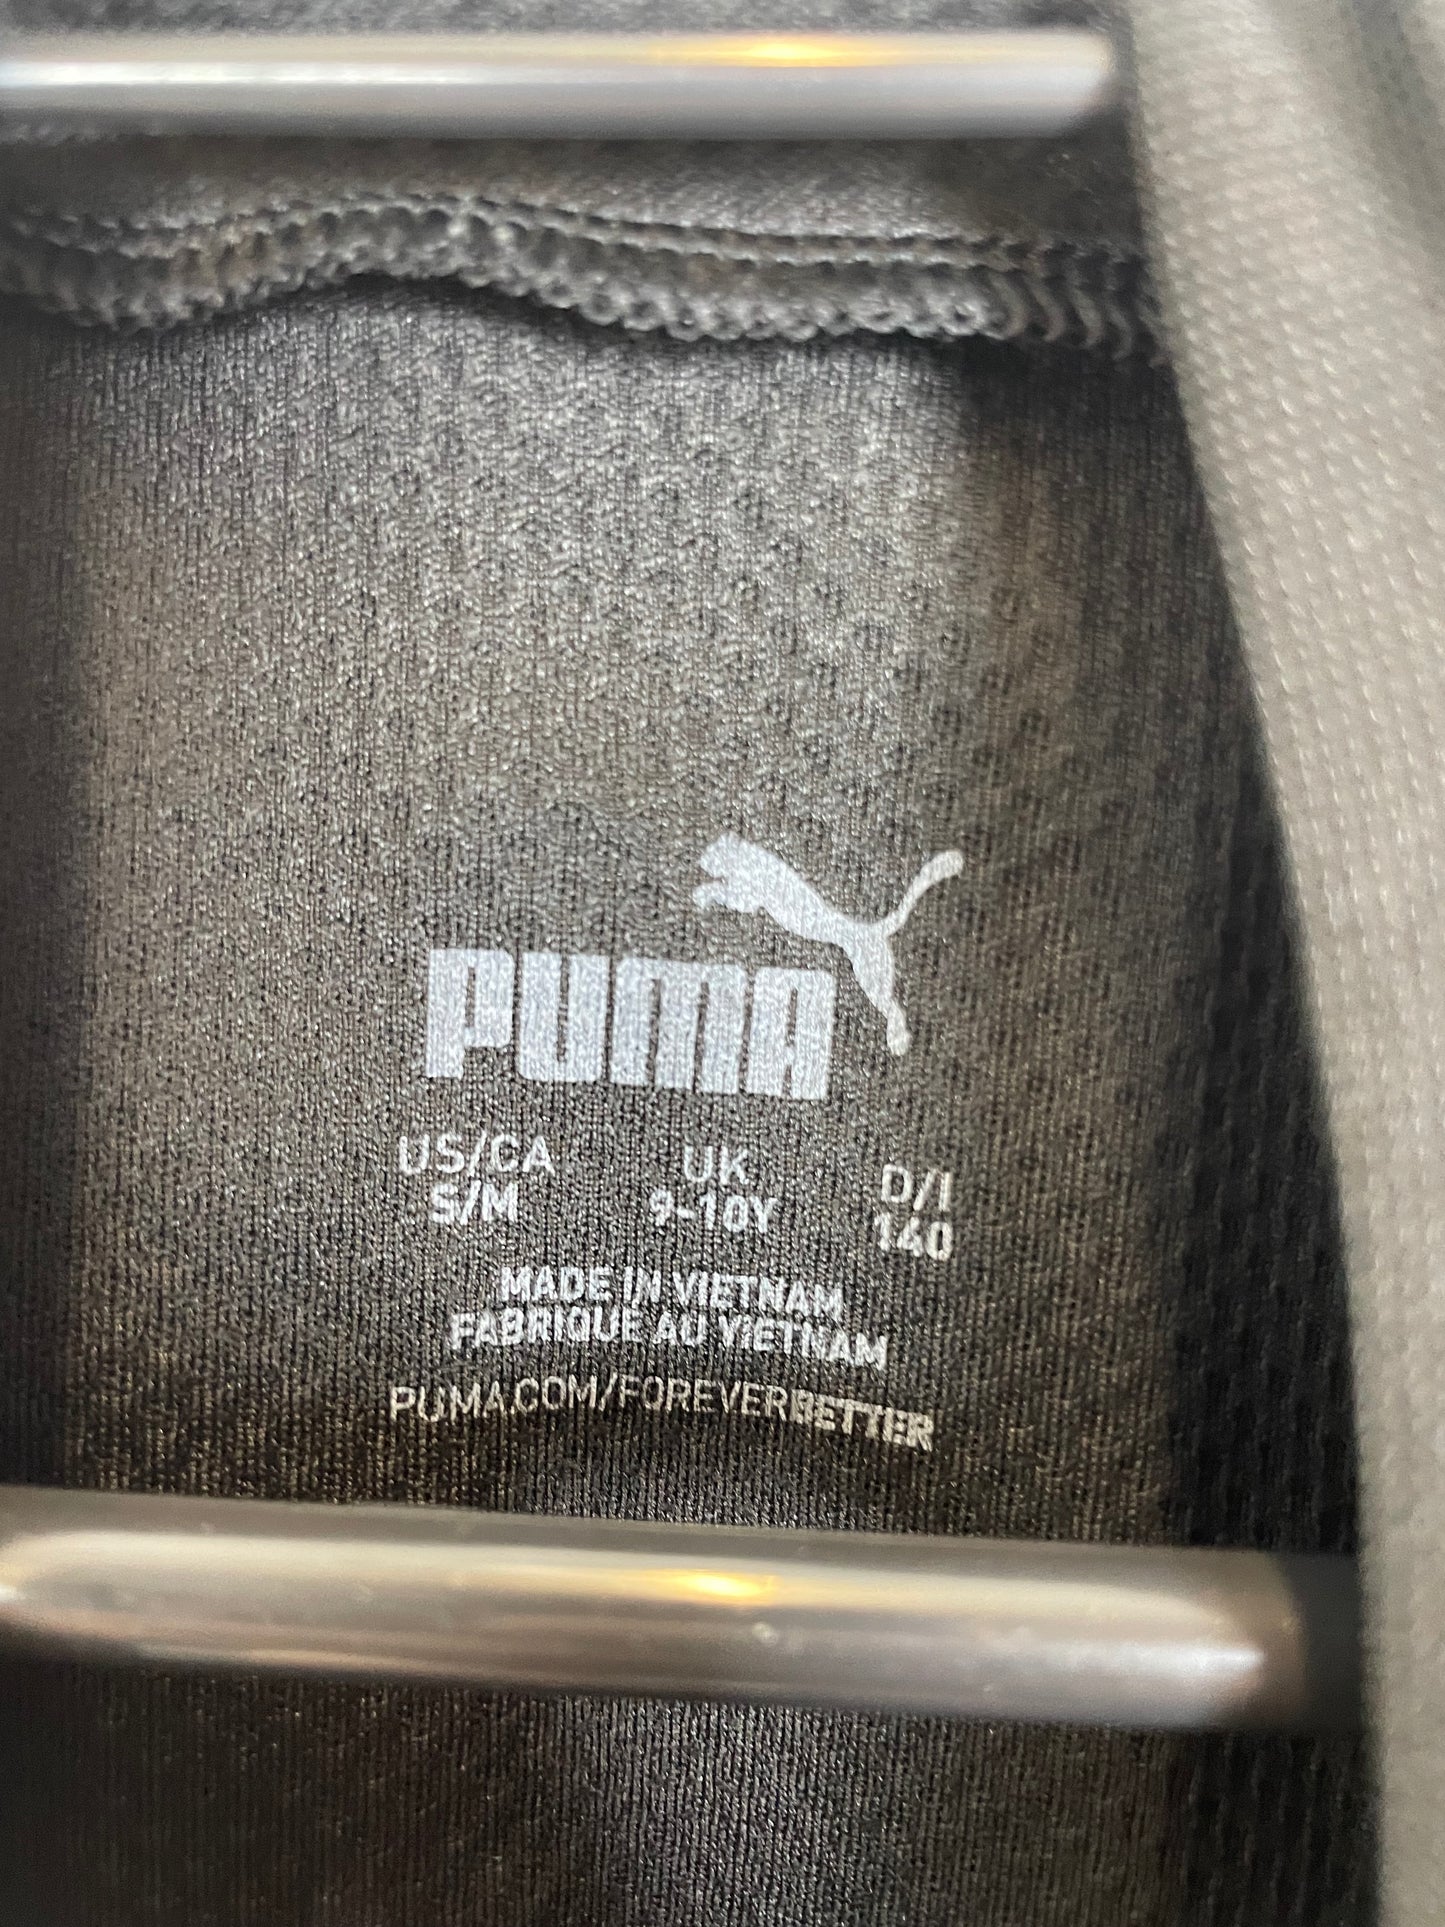 PUMA
US/CA UK D/I
S/M 9-10Y 140
MADE IN VIETNAM
FABRIQUE AU VIETNAM
PUMA.COM/FOREVERBETTER